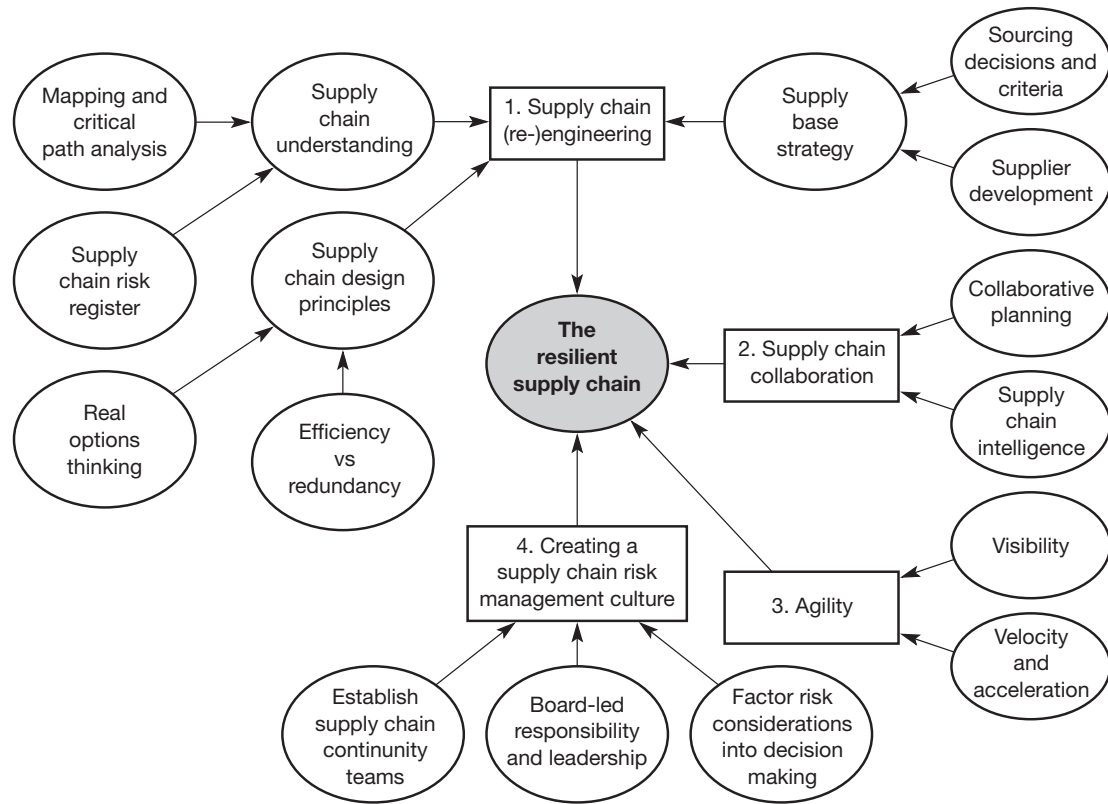 Mapping and
critical
path analysis
Supply
chain
understanding
1. Supply chain
(re-)engineering
Supply
base
strategy
Sourcing
decisions and
criteria
Supplier
development
Supply
chain risk
register
Supply
chain design
principles
The
resilient
supply chain
2. Supply chain
collaboration
Collaborative
planning
Supply
chain
intelligence
Real
options
thinking
Efficiency
vs
redundancy
4. Creating a
supply chain risk
management culture
3. Agility
Visibility
Velocity
and
acceleration
Establish
supply chain
continunity
teams
Board-led
responsibility
and leadership
Factor risk
considerations
into decision
making